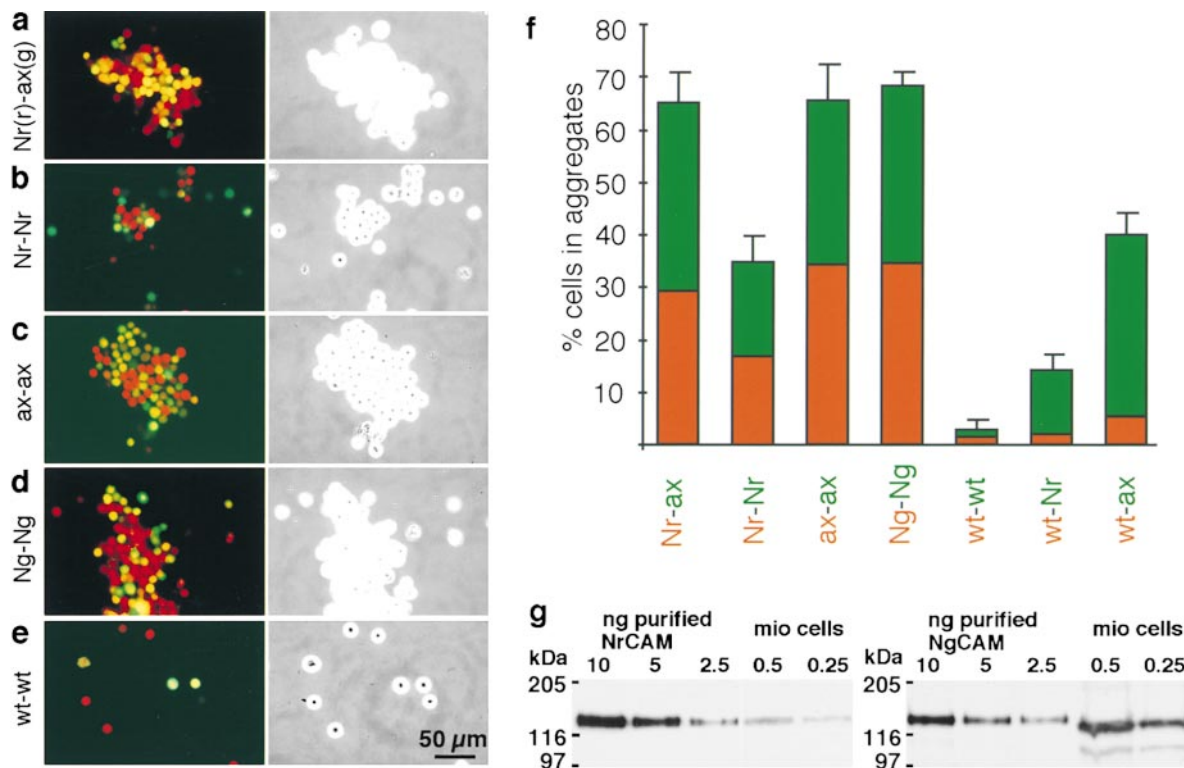 a
Nr(r)-ax(g)
b
Nr-Nr
c
ax-ax
d
Ng-Ng
e
wt-wt
50 µm
f
% cells in aggregates
80
70
60
50
40
30
20
10
Nr-ax
Nr-Nr
ax-ax
Ng-Ng
wt-wt
wt-Nr
wt-ax
g
ng purified
NrCAM mio cells
kDa 10 5 2.5 0.5 0.25
205
116
97
ng purified
NgCAM mio cells
kDa 10 5 2.5 0.5 0.25
205
116
97